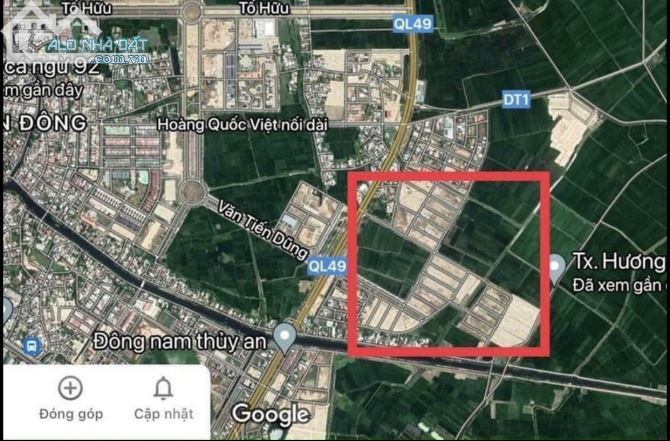 Tố Hữu
Tố Hữu
QL49
ALO NHÀ ĐẤT
.com.vn
ca ngu 92
em gần đây
N ĐÔNG
DT1
Hoàng Quốc Việt nối dài
Văn Tiến Dũng
QL49
Tx. Hương
Đã xem gần
Đông nam thủy an
Đóng góp
Cập nhật
Google